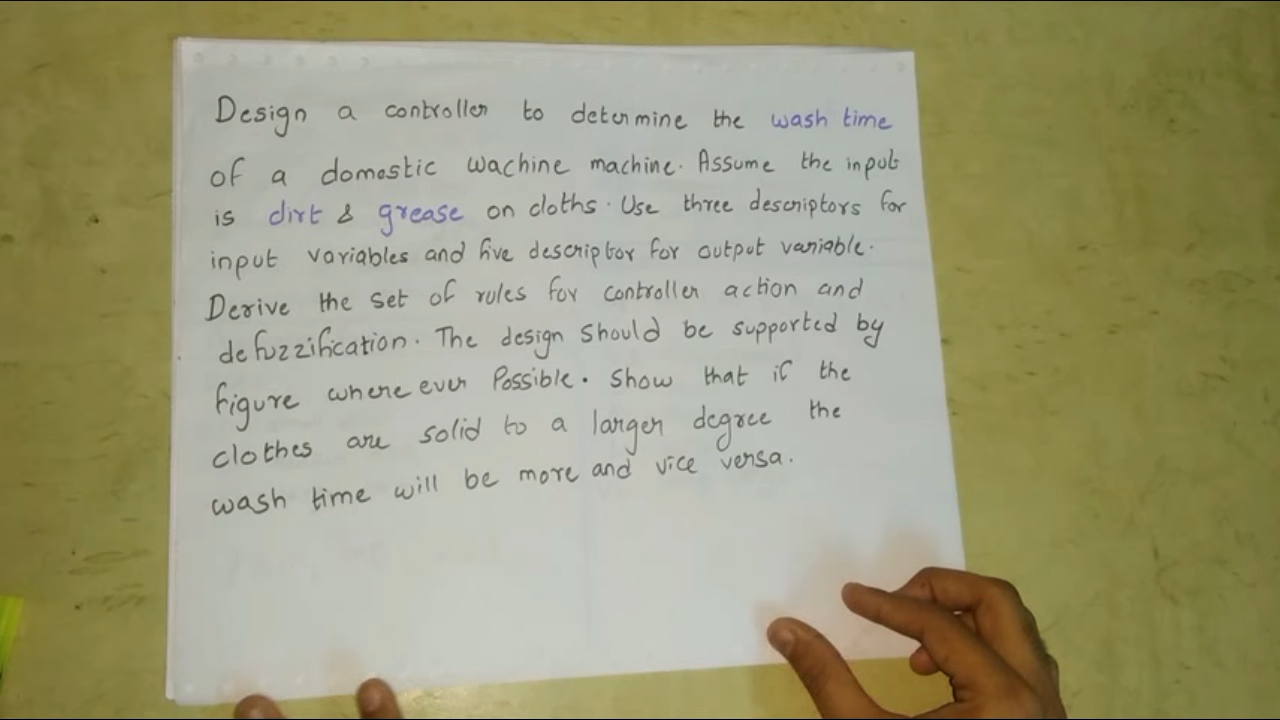 Design a controller to determine the wash time
of a domestic wachine machine. Assume the input
is dirt & grease on cloths. Use three descriptors for
input variables and five descriptor for output variable.
Derive the set of rules for controller action and
defuzzification. The design should be supported by
figure where ever Possible. Show that if the
clothes are solid to a larger degree the
wash time will be more and vice versa.